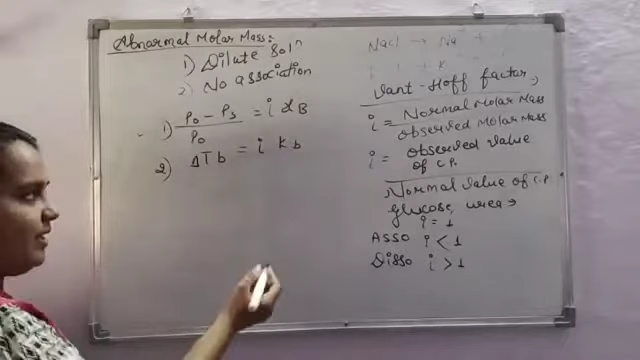 Abnarmal Molar Mass:
1) Dilute Solⁿ
2) No association
1) P₀ - Pₛ / P₀ = i XB
2) ΔTb = i Kb
NaCl → Na⁺ +
Vant-Hoff factor,
i = Normal Molar Mass
observed Molar Mass
i = observed value
of C.P.
Normal value of C.P.
glucose, urea →
i = 1
Asso i < 1
Disso i > 1